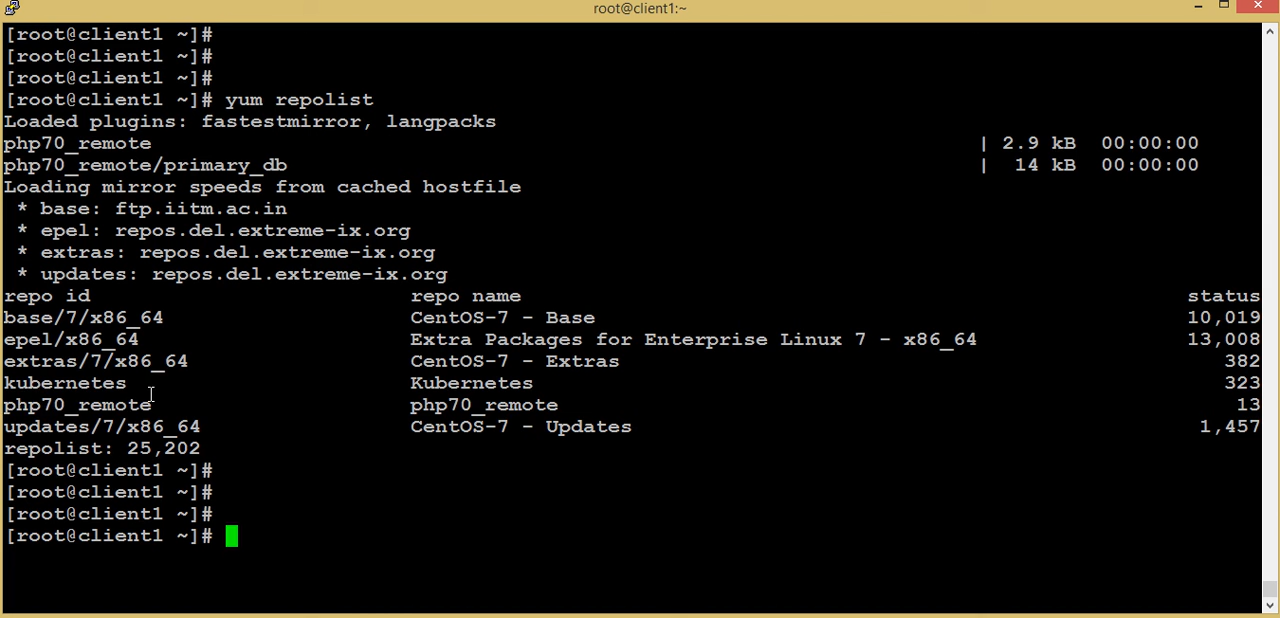 root@client1:~
[root@client1 ~]#
[root@client1 ~]#
[root@client1 ~]#
[root@client1 ~]# yum repolist
Loaded plugins: fastestmirror, langpacks
php70_remote | 2.9 kB 00:00:00
php70_remote/primary_db | 14 kB 00:00:00
Loading mirror speeds from cached hostfile
 * base: ftp.iitm.ac.in
 * epel: repos.del.extreme-ix.org
 * extras: repos.del.extreme-ix.org
 * updates: repos.del.extreme-ix.org
repo id repo name status
base/7/x86_64 CentOS-7 - Base 10,019
epel/x86_64 Extra Packages for Enterprise Linux 7 - x86_64 13,008
extras/7/x86_64 CentOS-7 - Extras 382
kubernetes Kubernetes 323
php70_remote php70_remote 13
updates/7/x86_64 CentOS-7 - Updates 1,457
repolist: 25,202
[root@client1 ~]#
[root@client1 ~]#
[root@client1 ~]#
[root@client1 ~]#